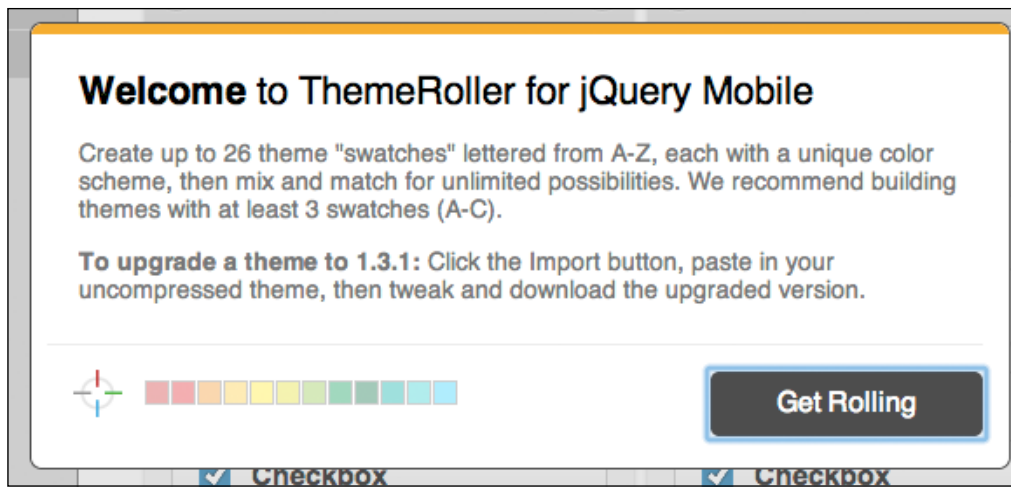 Welcome to ThemeRoller for jQuery Mobile
Create up to 26 theme "swatches" lettered from A-Z, each with a unique color
scheme, then mix and match for unlimited possibilities. We recommend building
themes with at least 3 swatches (A-C).
To upgrade a theme to 1.3.1: Click the Import button, paste in your
uncompressed theme, then tweak and download the upgraded version.
Get Rolling
Checkbox Checkbox